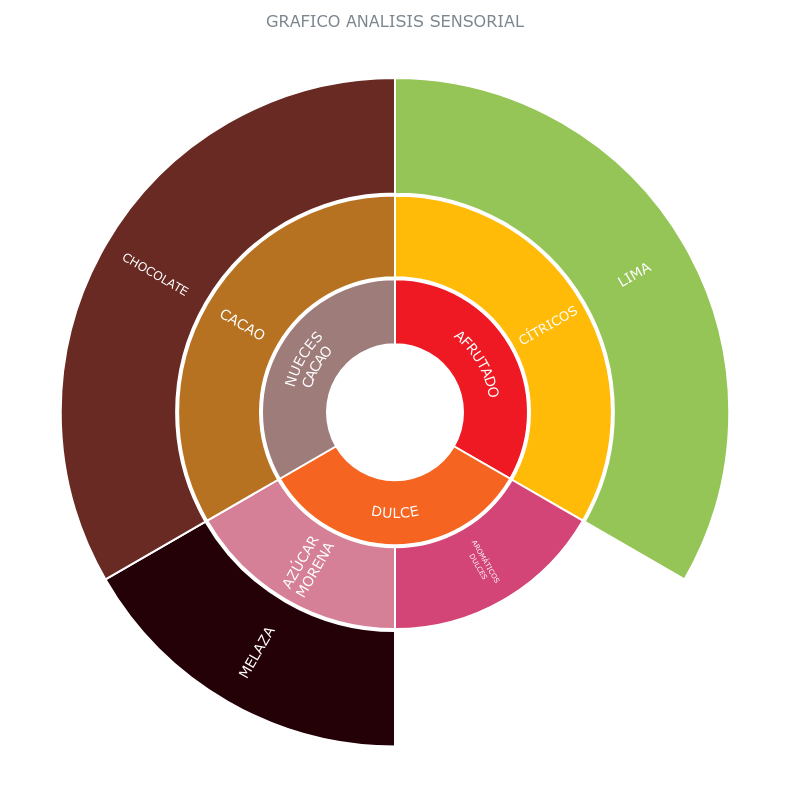 GRAFICO ANALISIS SENSORIAL
CHOCOLATE
LIMA
CACAO
CÍTRICOS
NUECES
CACAO
AFRUTADO
DULCE
AZÚCAR
MORENA
AROMÁTICOS
DULCES
MELAZA